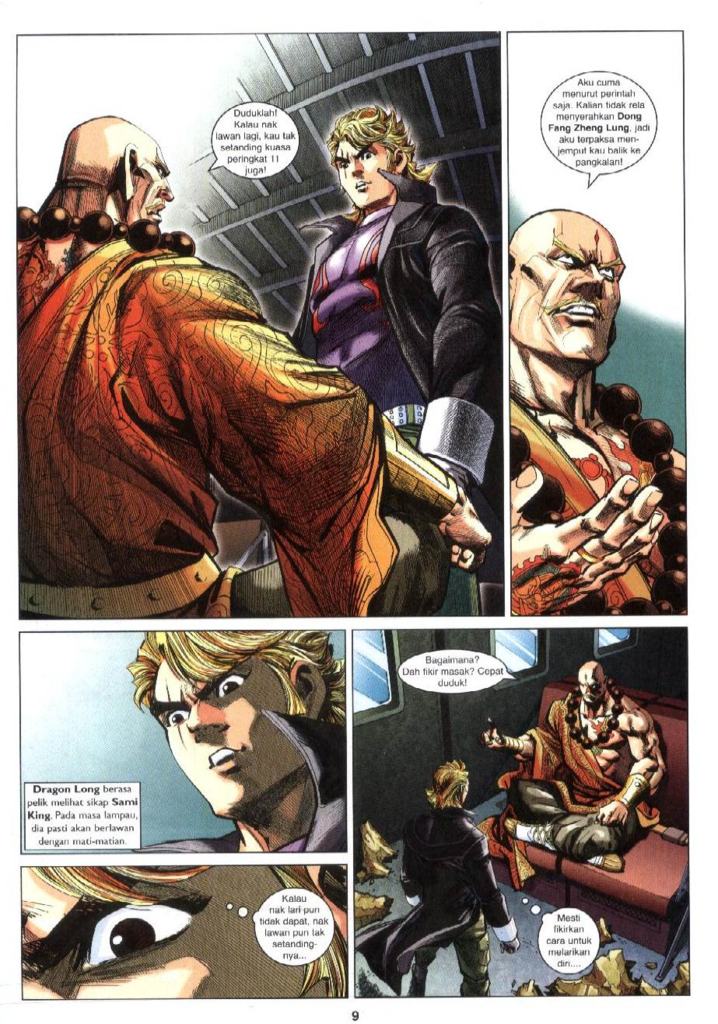 Duduklah!
Kalau nak
lawan lagi, kau tak
setanding kuasa
peringkat 11
juga!
Aku cuma
menurut perintah
saja. Kalian tidak rela
menyerahkan Dong
Fang Zheng Lung, jadi
aku terpaksa men-
jemput kau balik ke
pangkalan!
Dragon Long berasa
pelik melihat sikap Sami
King. Pada masa lampau,
dia pasti akan berlawan
dengan mati-matian.
Kalau
nak lari pun
tidak dapat, nak
lawan pun tak
setanding-
nya...
Bagaimana?
Dah fikir masak? Cepat
duduk!
Mesti
fikirkan
cara untuk
melarikan
diri....
9